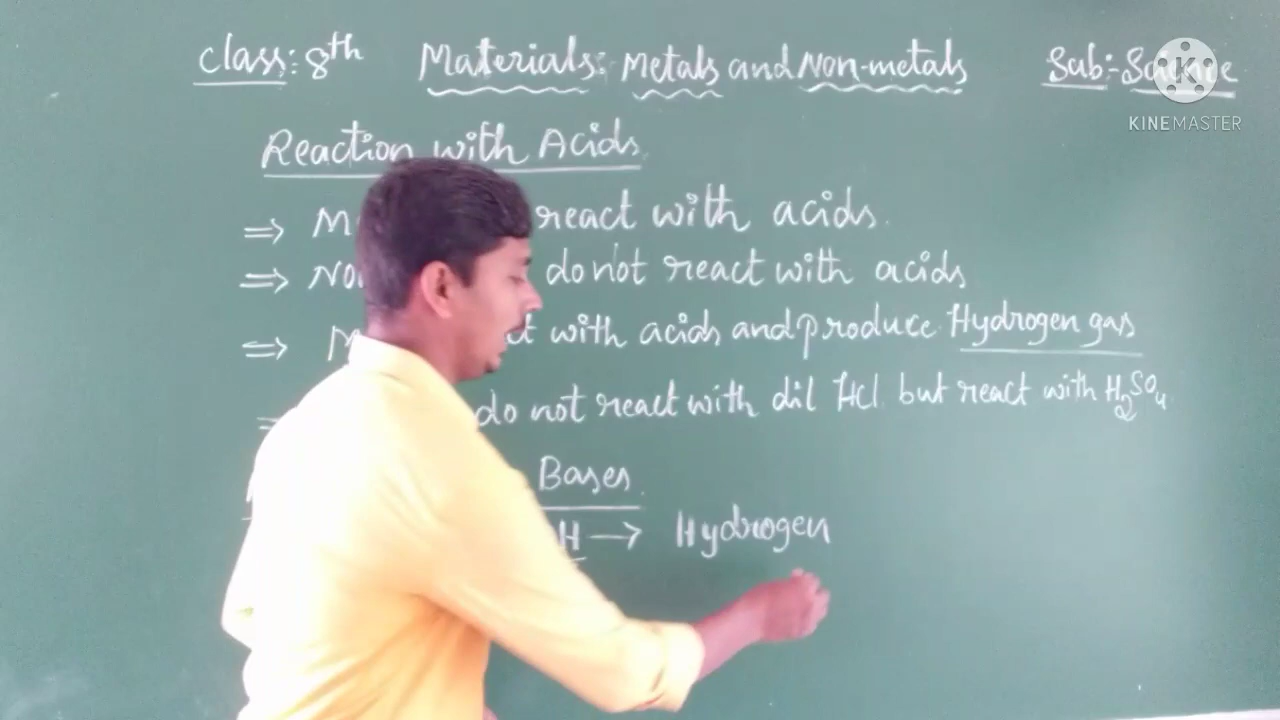 Class: 8th Materials: Metals and Non-metals Sub:- Science
KINEMASTER
Reaction with Acids
⇒ M react with acids.
⇒ Non do not react with acids
⇒ M t with acids and produce Hydrogen gas
do not react with dil HCl but react with H2SO4
Bases
H → Hydrogen